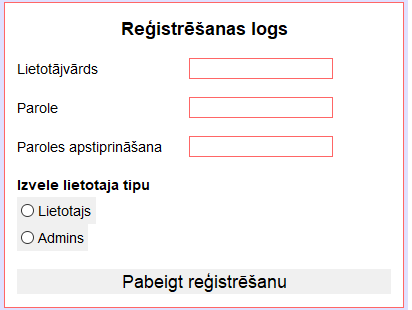 Reģistrēšanas logs
Lietotājvārds
Parole
Paroles apstiprināšana
Izvele lietotaja tipu
Lietotajs
Admins
Pabeigt reģistrēšanu